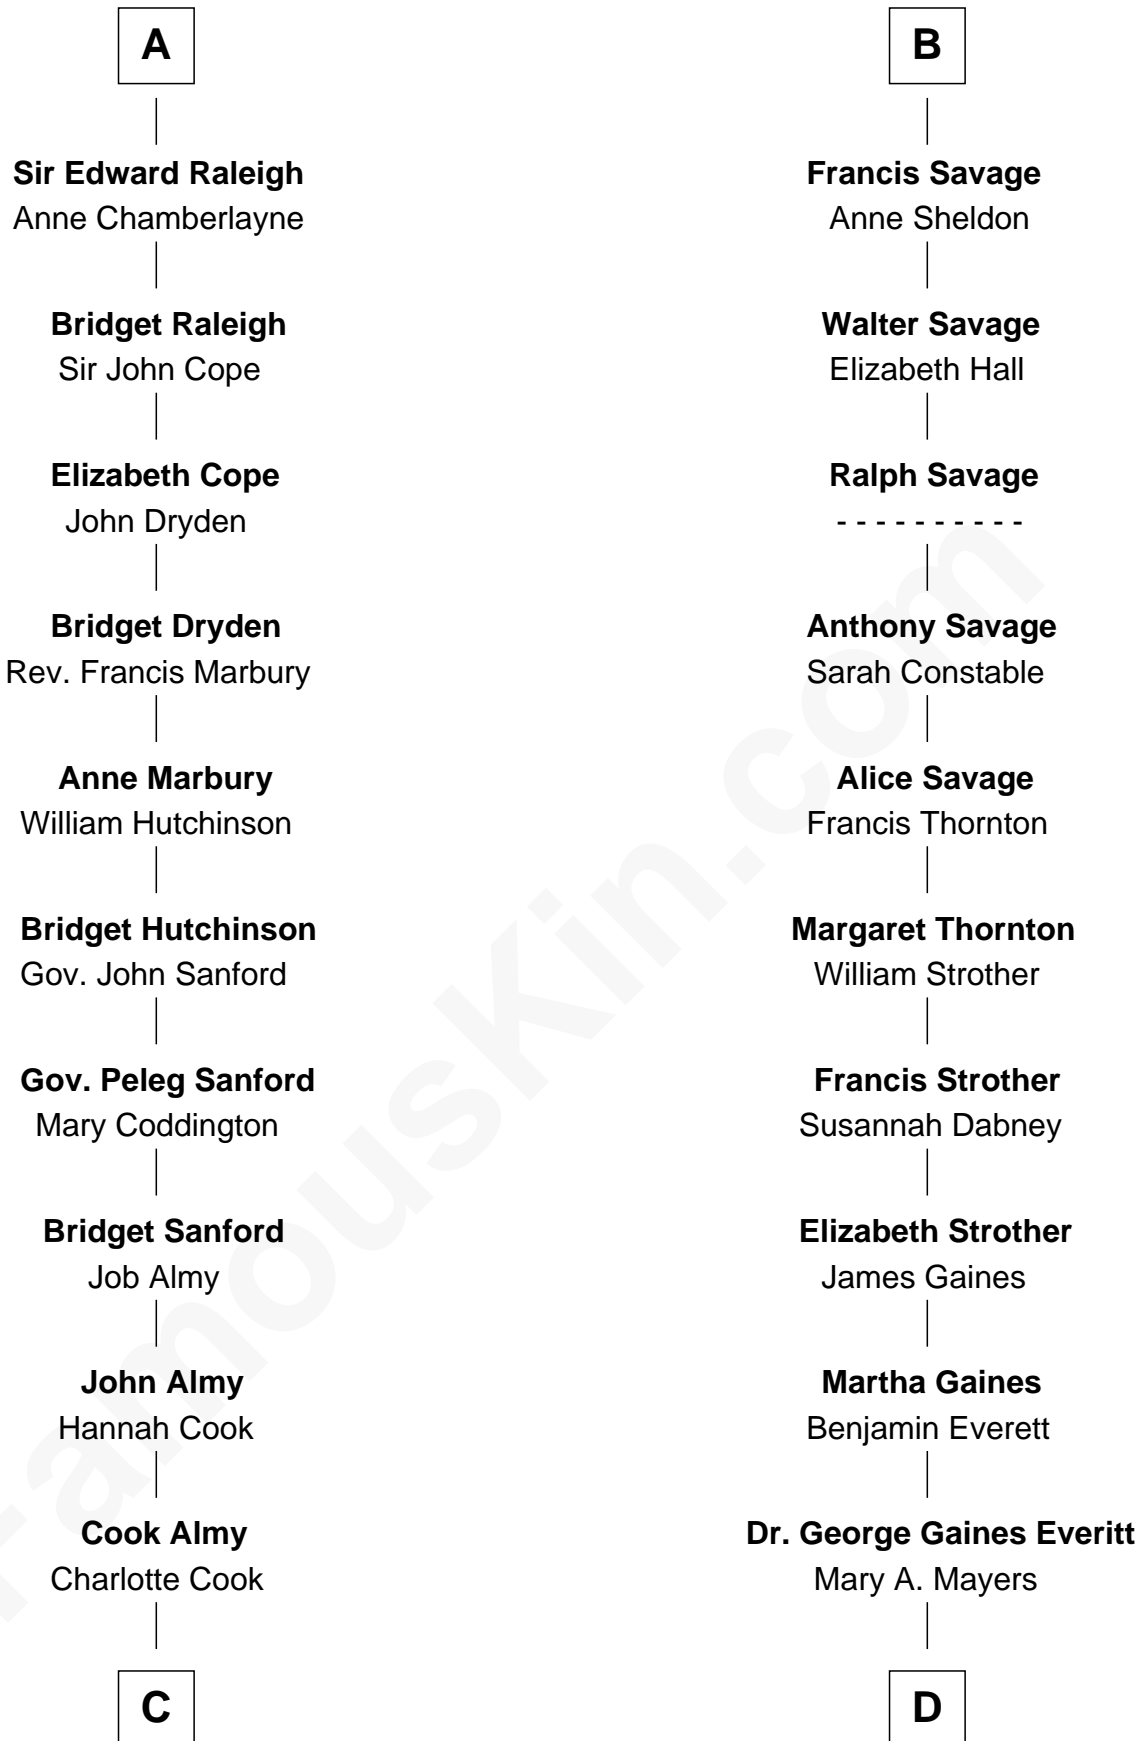 A
Sir Edward Raleigh
Anne Chamberlayne
Bridget Raleigh
Sir John Cope
Elizabeth Cope
John Dryden
Bridget Dryden
Rev. Francis Marbury
Anne Marbury
William Hutchinson
Bridget Hutchinson
Gov. John Sanford
Gov. Peleg Sanford
Mary Coddington
Bridget Sanford
Job Almy
John Almy
Hannah Cook
Cook Almy
Charlotte Cook
C
B
Francis Savage
Anne Sheldon
Walter Savage
Elizabeth Hall
Ralph Savage
- - - - - - - - - -
Anthony Savage
Sarah Constable
Alice Savage
Francis Thornton
Margaret Thornton
William Strother
Francis Strother
Susannah Dabney
Elizabeth Strother
James Gaines
Martha Gaines
Benjamin Everett
Dr. George Gaines Everitt
Mary A. Mayers
D
FamousKin.com